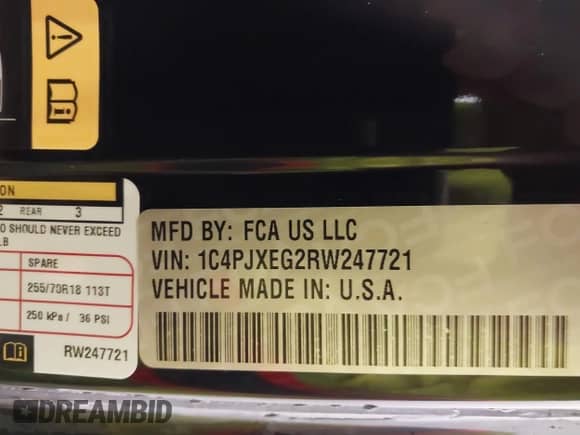 ON
2 REAR 3
O SHOULD NEVER EXCEED
LB
SPARE
255/70R18 113T
250 kPa / 36 PSI
RW247721
MFD BY: FCA US LLC
VIN: 1C4PJXEG2RW247721
VEHICLE MADE IN: U.S.A.
DREAMBID